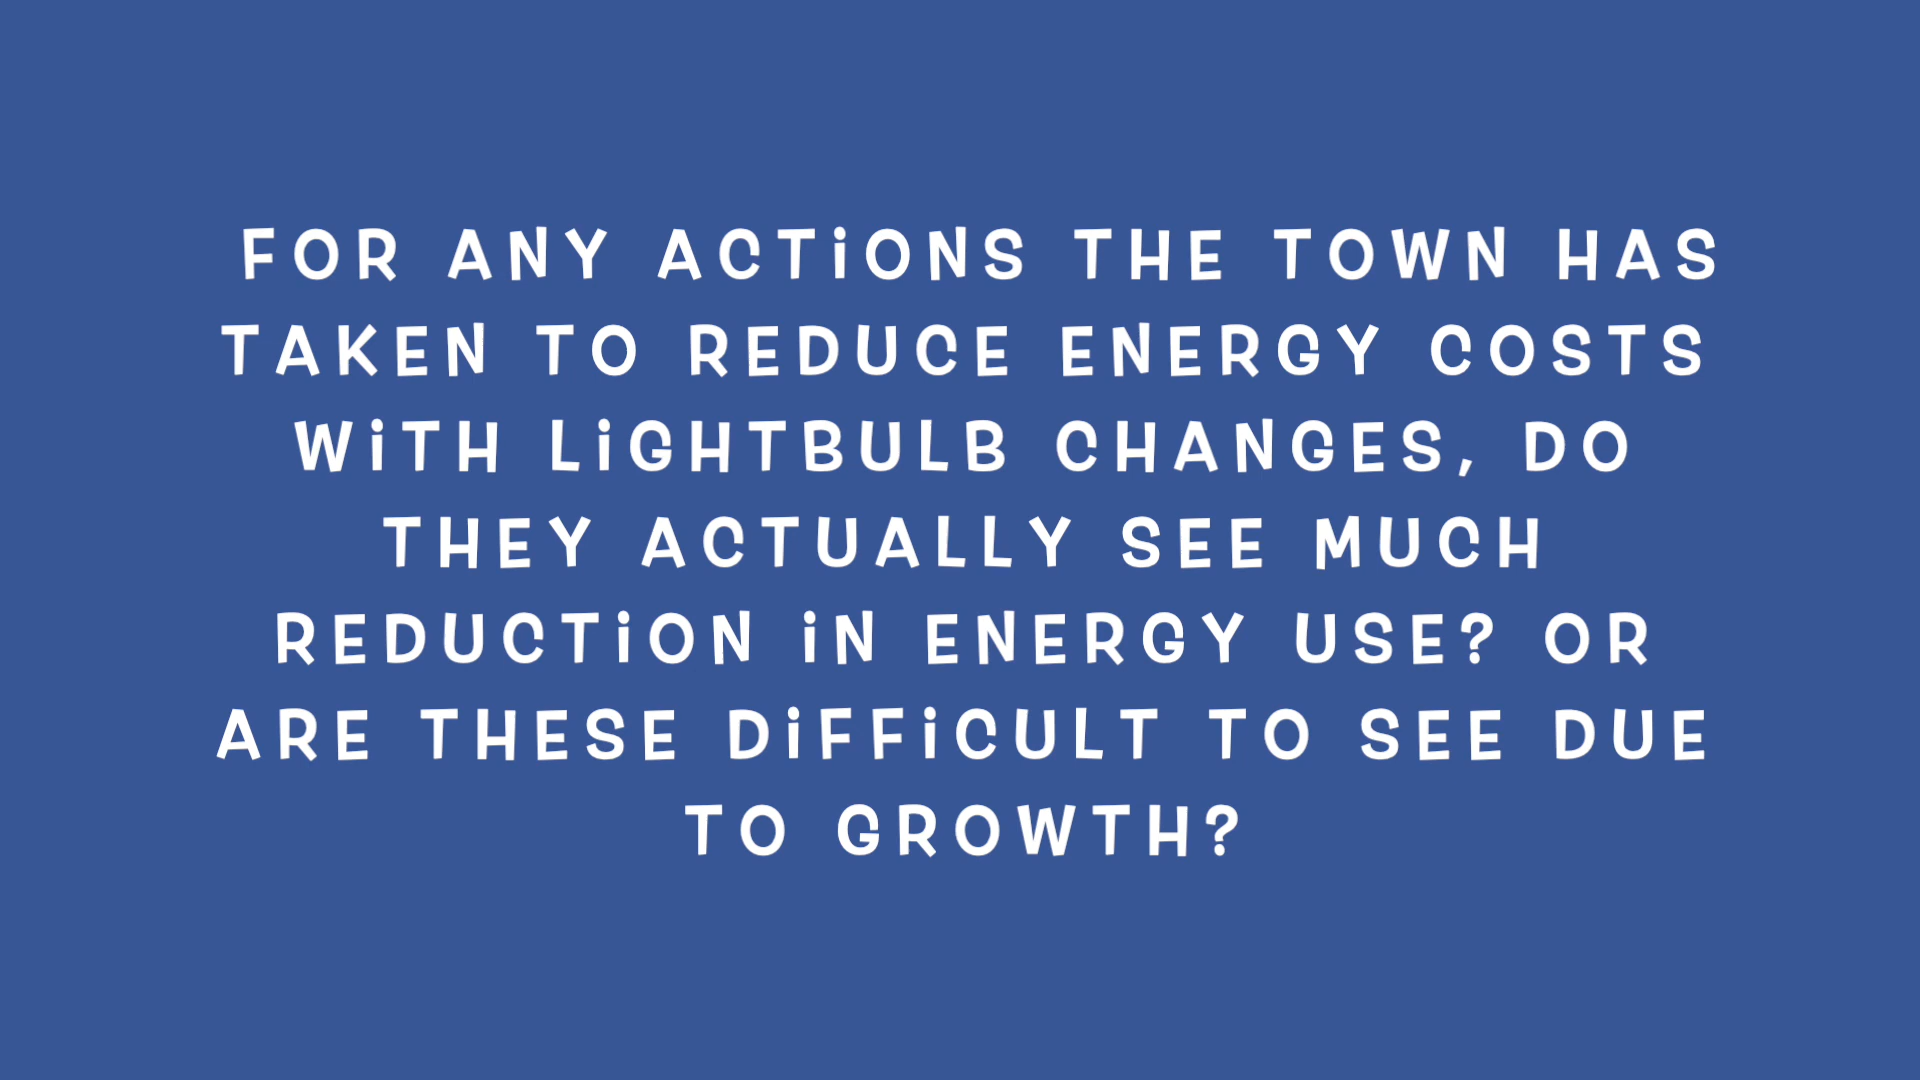 FOR ANY ACTIONS THE TOWN HAS
TAKEN TO REDUCE ENERGY COSTS
WITH LIGHTBULB CHANGES, DO
THEY ACTUALLY SEE MUCH
REDUCTION IN ENERGY USE? OR
ARE THESE DIFFICULT TO SEE DUE
TO GROWTH?